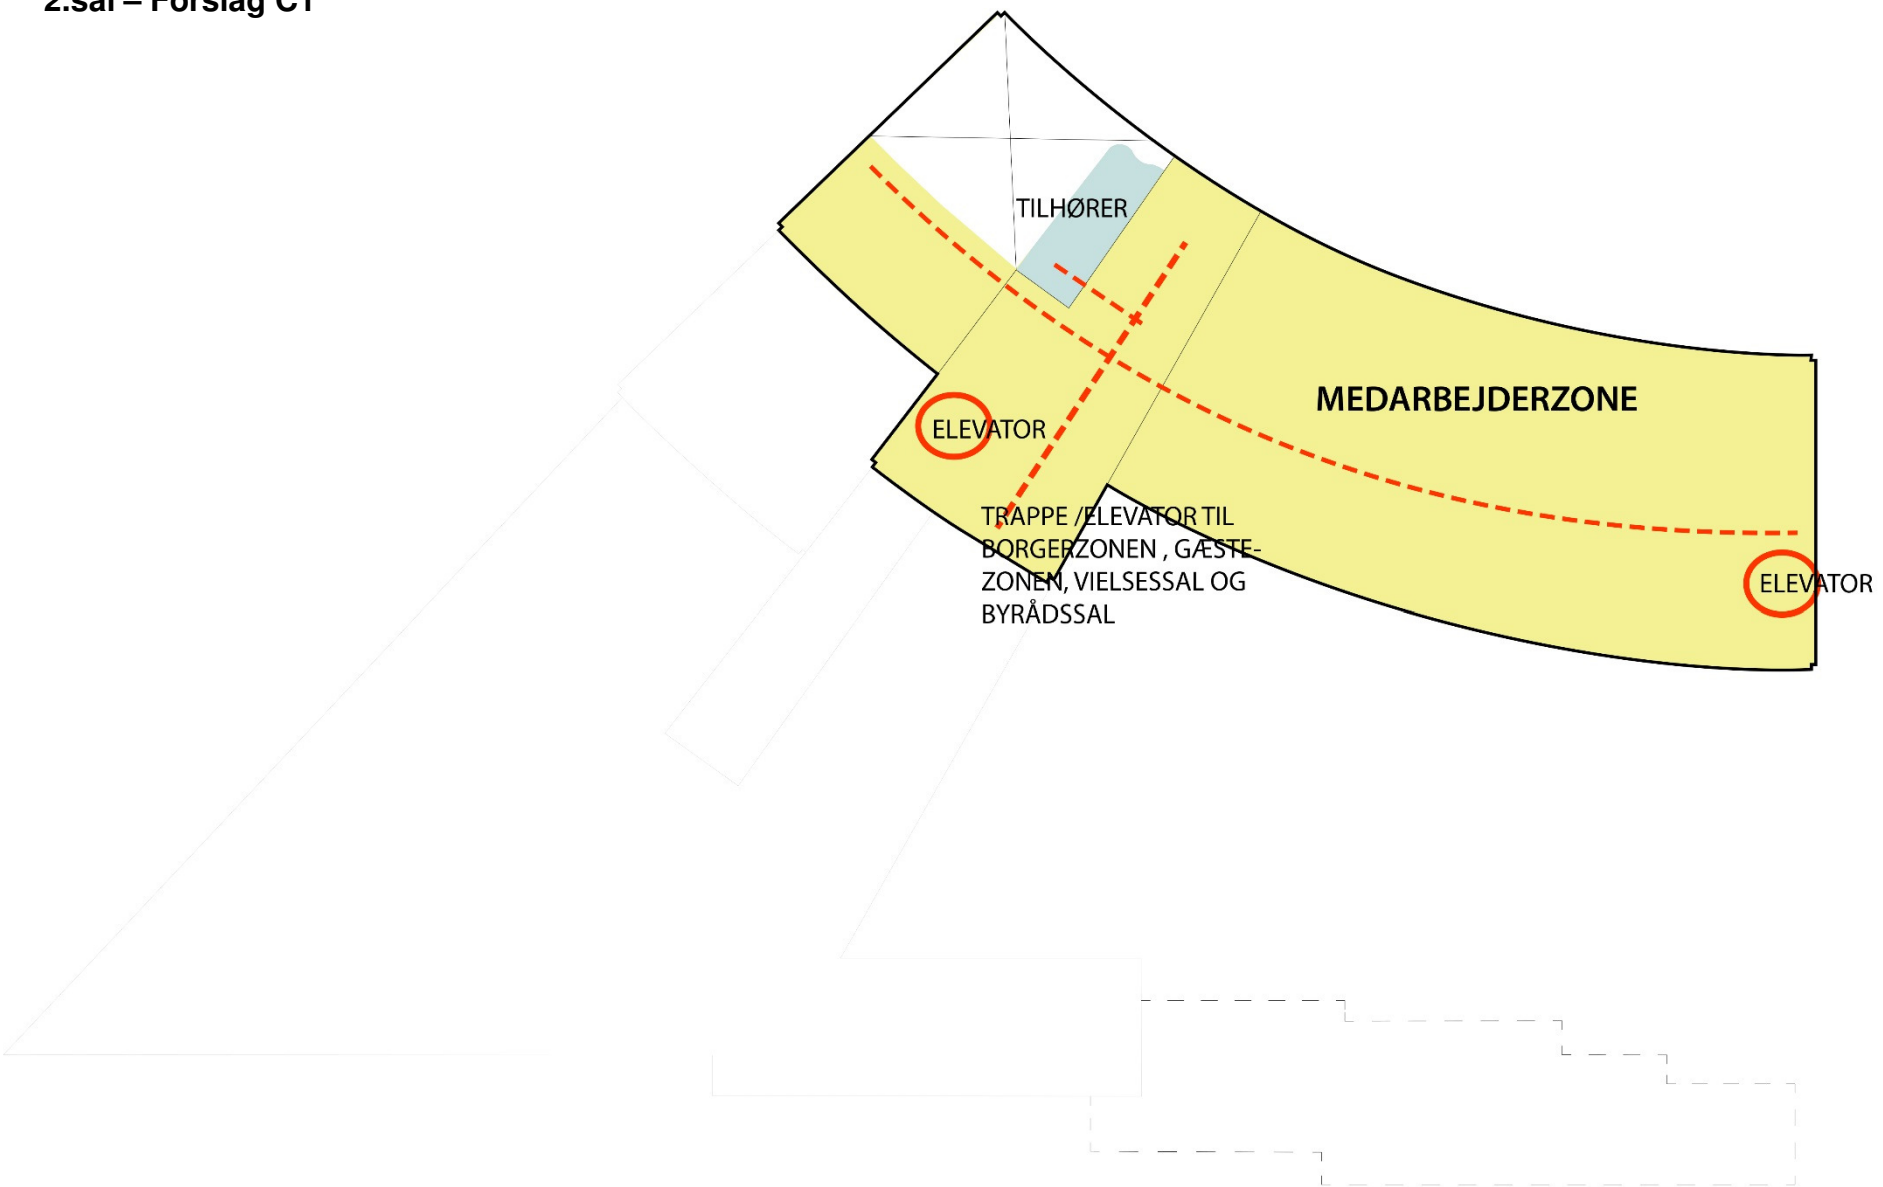 2.sal – Forslag C1
TILHØRER
MEDARBEJDERZONE
ELEVATOR
TRAPPE /ELEVATOR TIL
BORGERZONEN , GÆSTE-
ZONEN, VIELSESSAL OG
BYRÅDSSAL
ELEVATOR